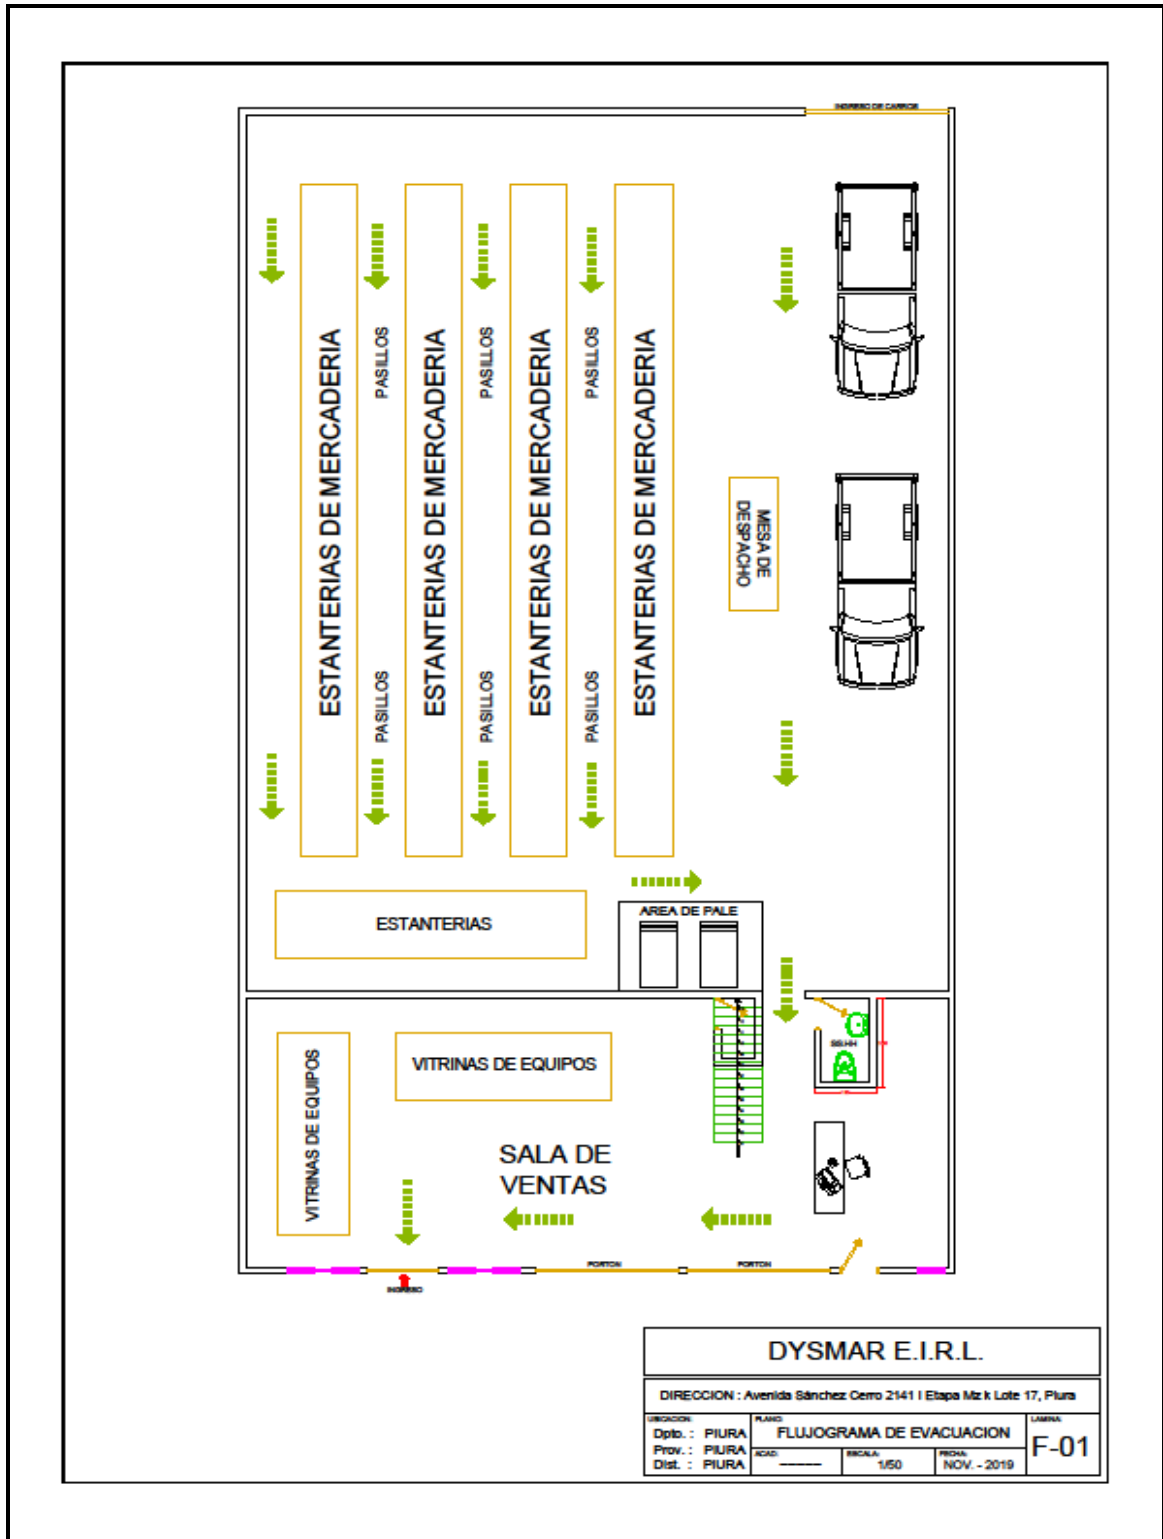 INGRESO DE CARROS
ESTANTERIAS DE MERCADERIA
PASILLOS
ESTANTERIAS DE MERCADERIA
PASILLOS
ESTANTERIAS DE MERCADERIA
PASILLOS
ESTANTERIAS DE MERCADERIA
MESA DE
DESPACHO
PASILLOS
PASILLOS
PASILLOS
ESTANTERIAS
AREA DE PALE
VITRINAS DE EQUIPOS
VITRINAS DE EQUIPOS
SS.HH
SALA DE
VENTAS
PORTON
PORTON
INGRESO
DYSMAR E.I.R.L.
DIRECCION : Avenida Sánchez Cerro 2141 I Etapa Mz k Lote 17, Piura
UBICACION:
Dpto. : PIURA
Prov. : PIURA
Dist. : PIURA
PLANO:
FLUJOGRAMA DE EVACUACION
ACAD:
-----
ESCALA:
1/50
FECHA:
NOV. - 2019
LAMINA:
F-01